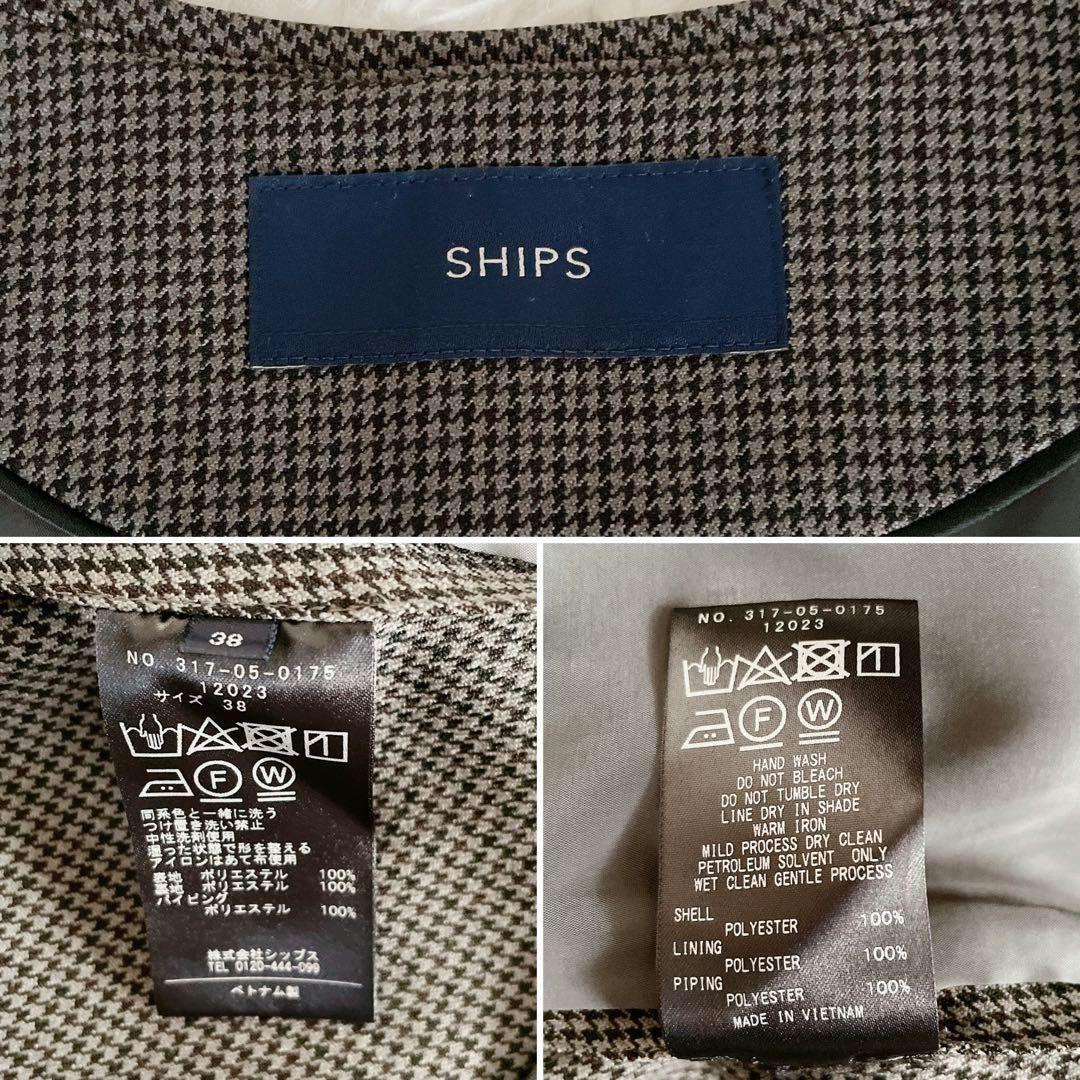 SHIPS
38
NO. 317-05-0175
12023
サイズ 38
F W
同系色と一緒に洗う
つけ置き洗い禁止
中性洗剤使用
湿った状態で形を整える
アイロンはあて布使用
表地 ポリエステル 100%
裏地 ポリエステル 100%
パイピング
ポリエステル 100%
株式会社シップス
TEL 0120-444-099
ベトナム製
NO. 317-05-0175
12023
F W
HAND WASH
DO NOT BLEACH
DO NOT TUMBLE DRY
LINE DRY IN SHADE
WARM IRON
MILD PROCESS DRY CLEAN
PETROLEUM SOLVENT ONLY
WET CLEAN GENTLE PROCESS
SHELL
POLYESTER 100%
LINING
POLYESTER 100%
PIPING
POLYESTER 100%
MADE IN VIETNAM